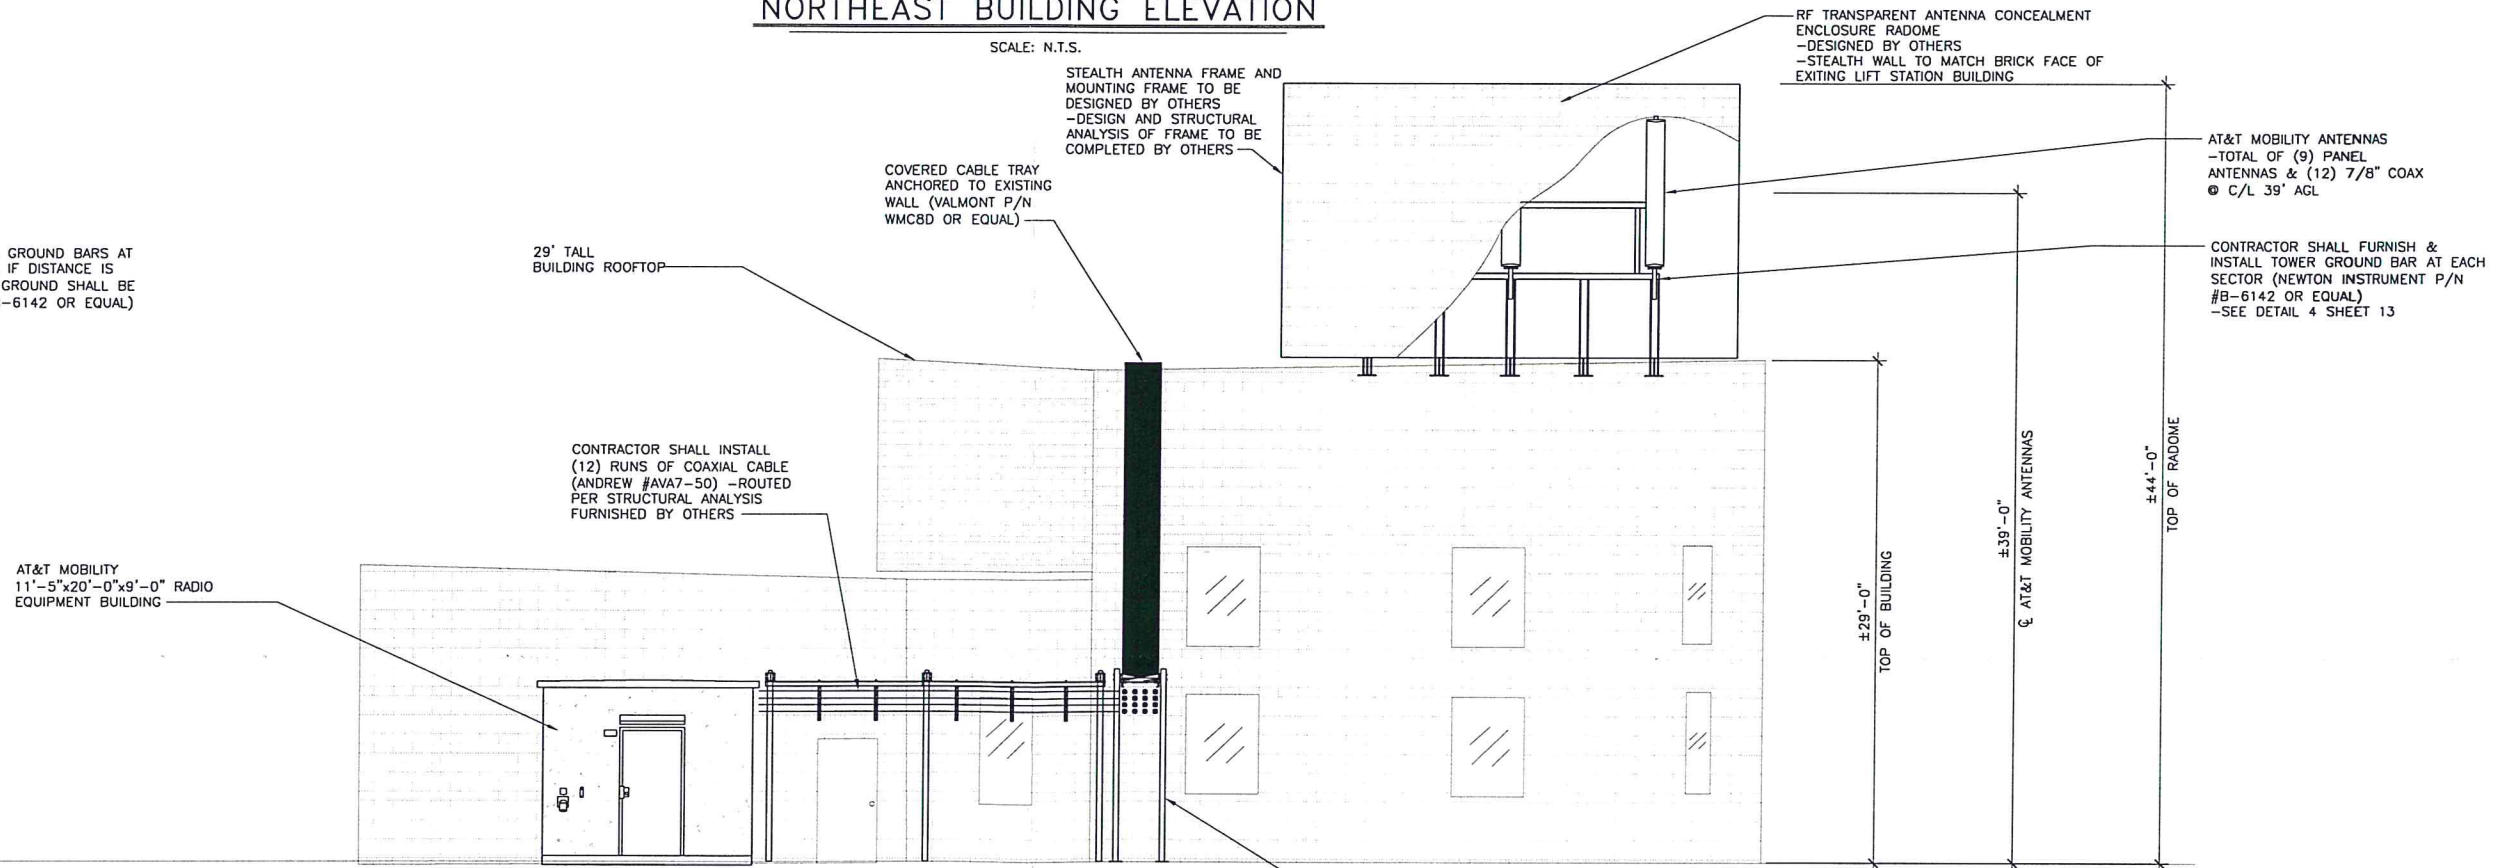 NORTHEAST BUILDING ELEVATION
SCALE: N.T.S.
RF TRANSPARENT ANTENNA CONCEALMENT
ENCLOSURE RADOME
-DESIGNED BY OTHERS
-STEALTH WALL TO MATCH BRICK FACE OF
EXITING LIFT STATION BUILDING
STEALTH ANTENNA FRAME AND
MOUNTING FRAME TO BE
DESIGNED BY OTHERS
-DESIGN AND STRUCTURAL
ANALYSIS OF FRAME TO BE
COMPLETED BY OTHERS
AT&T MOBILITY ANTENNAS
-TOTAL OF (9) PANEL
ANTENNAS & (12) 7/8" COAX
@ C/L 39' AGL
COVERED CABLE TRAY
ANCHORED TO EXISTING
WALL (VALMONT P/N
WMC8D OR EQUAL)
GROUND BARS AT
IF DISTANCE IS
GROUND SHALL BE
-6142 OR EQUAL)
29' TALL
BUILDING ROOFTOP
CONTRACTOR SHALL FURNISH &
INSTALL TOWER GROUND BAR AT EACH
SECTOR (NEWTON INSTRUMENT P/N
#B-6142 OR EQUAL)
-SEE DETAIL 4 SHEET 13
CONTRACTOR SHALL INSTALL
(12) RUNS OF COAXIAL CABLE
(ANDREW #AVA7-50) -ROUTED
PER STRUCTURAL ANALYSIS
FURNISHED BY OTHERS
AT&T MOBILITY
11'-5"x20'-0"x9'-0" RADIO
EQUIPMENT BUILDING
±29'-0"
TOP OF BUILDING
±39'-0"
℄ AT&T MOBILITY ANTENNAS
±44'-0"
TOP OF RADOME